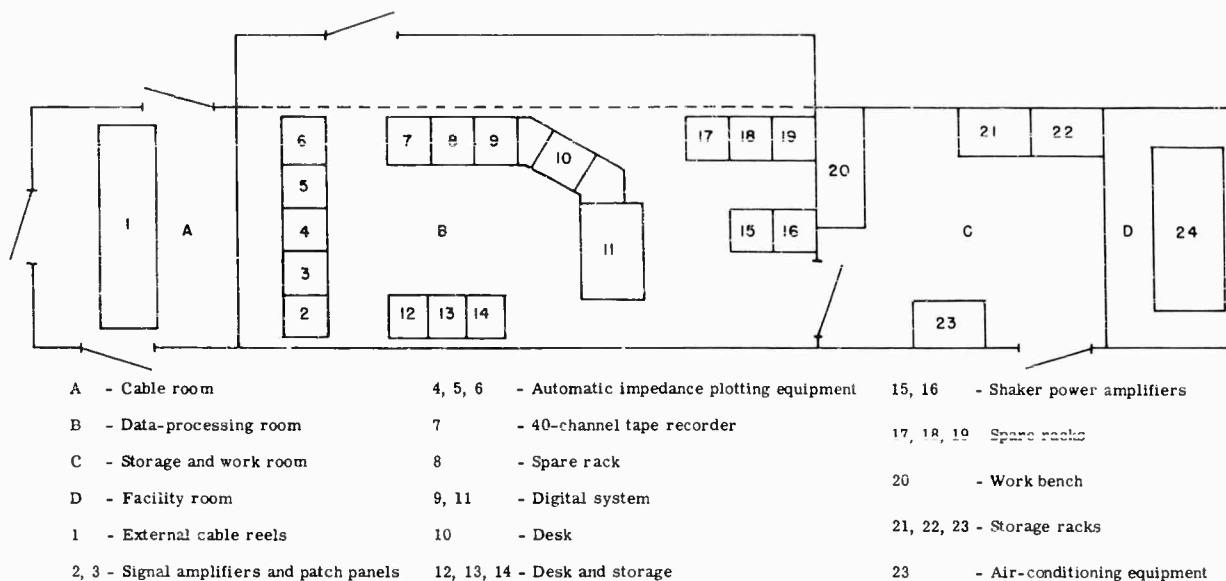 6
7
8
9
10
17
18
19
21
22
5
20
1
A
4
B
15
16
C
D
24
11
3
2
12
13
14
23
A - Cable room
B - Data-processing room
C - Storage and work room
D - Facility room
1 - External cable reels
2, 3 - Signal amplifiers and patch panels
4, 5, 6 - Automatic impedance plotting equipment
7 - 40-channel tape recorder
8 - Spare rack
9, 11 - Digital system
10 - Desk
12, 13, 14 - Desk and storage
15, 16 - Shaker power amplifiers
17, 18, 19 Spare racks
20 - Work bench
21, 22, 23 - Storage racks
23 - Air-conditioning equipment